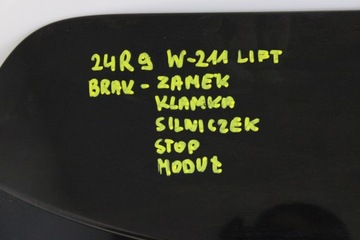 24R9 W-211 LIFT
BRAK - ZAMEK
KLAMKA
SILNICZEK
STOP
MODUŁ